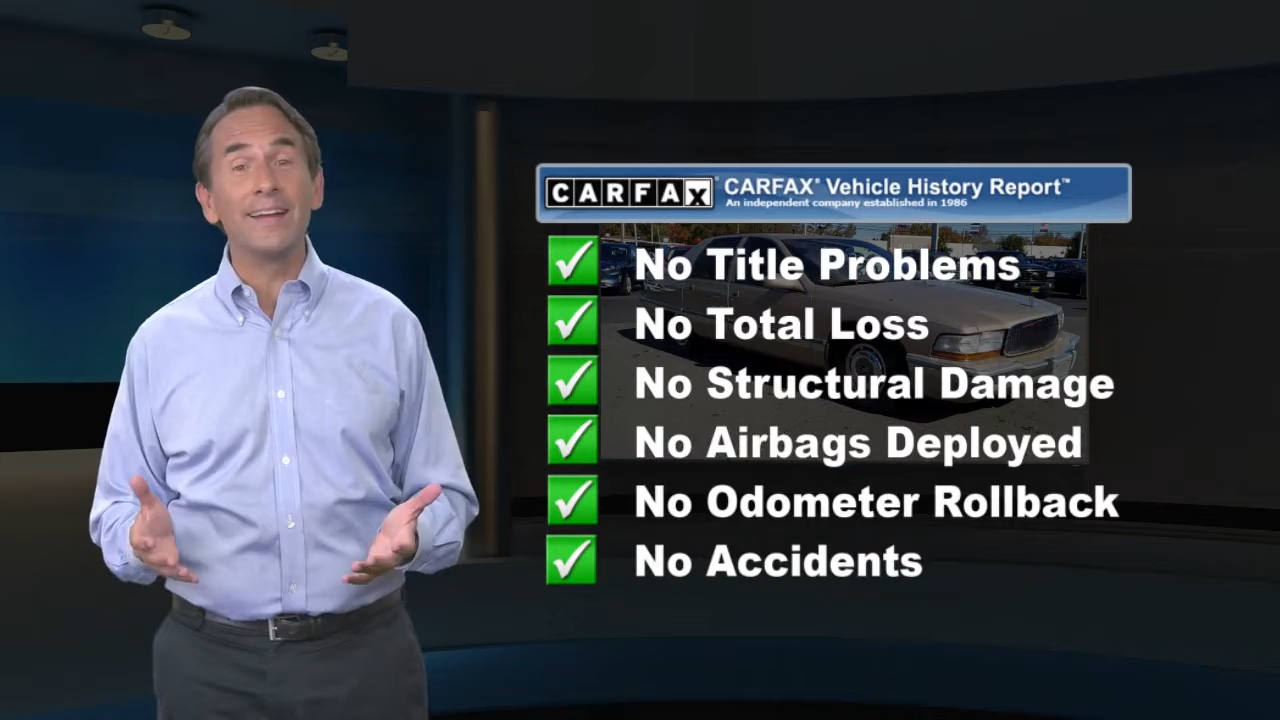 CARFAX® CARFAX® Vehicle History Report™
An independent company established in 1986
No Title Problems
No Total Loss
No Structural Damage
No Airbags Deployed
No Odometer Rollback
No Accidents